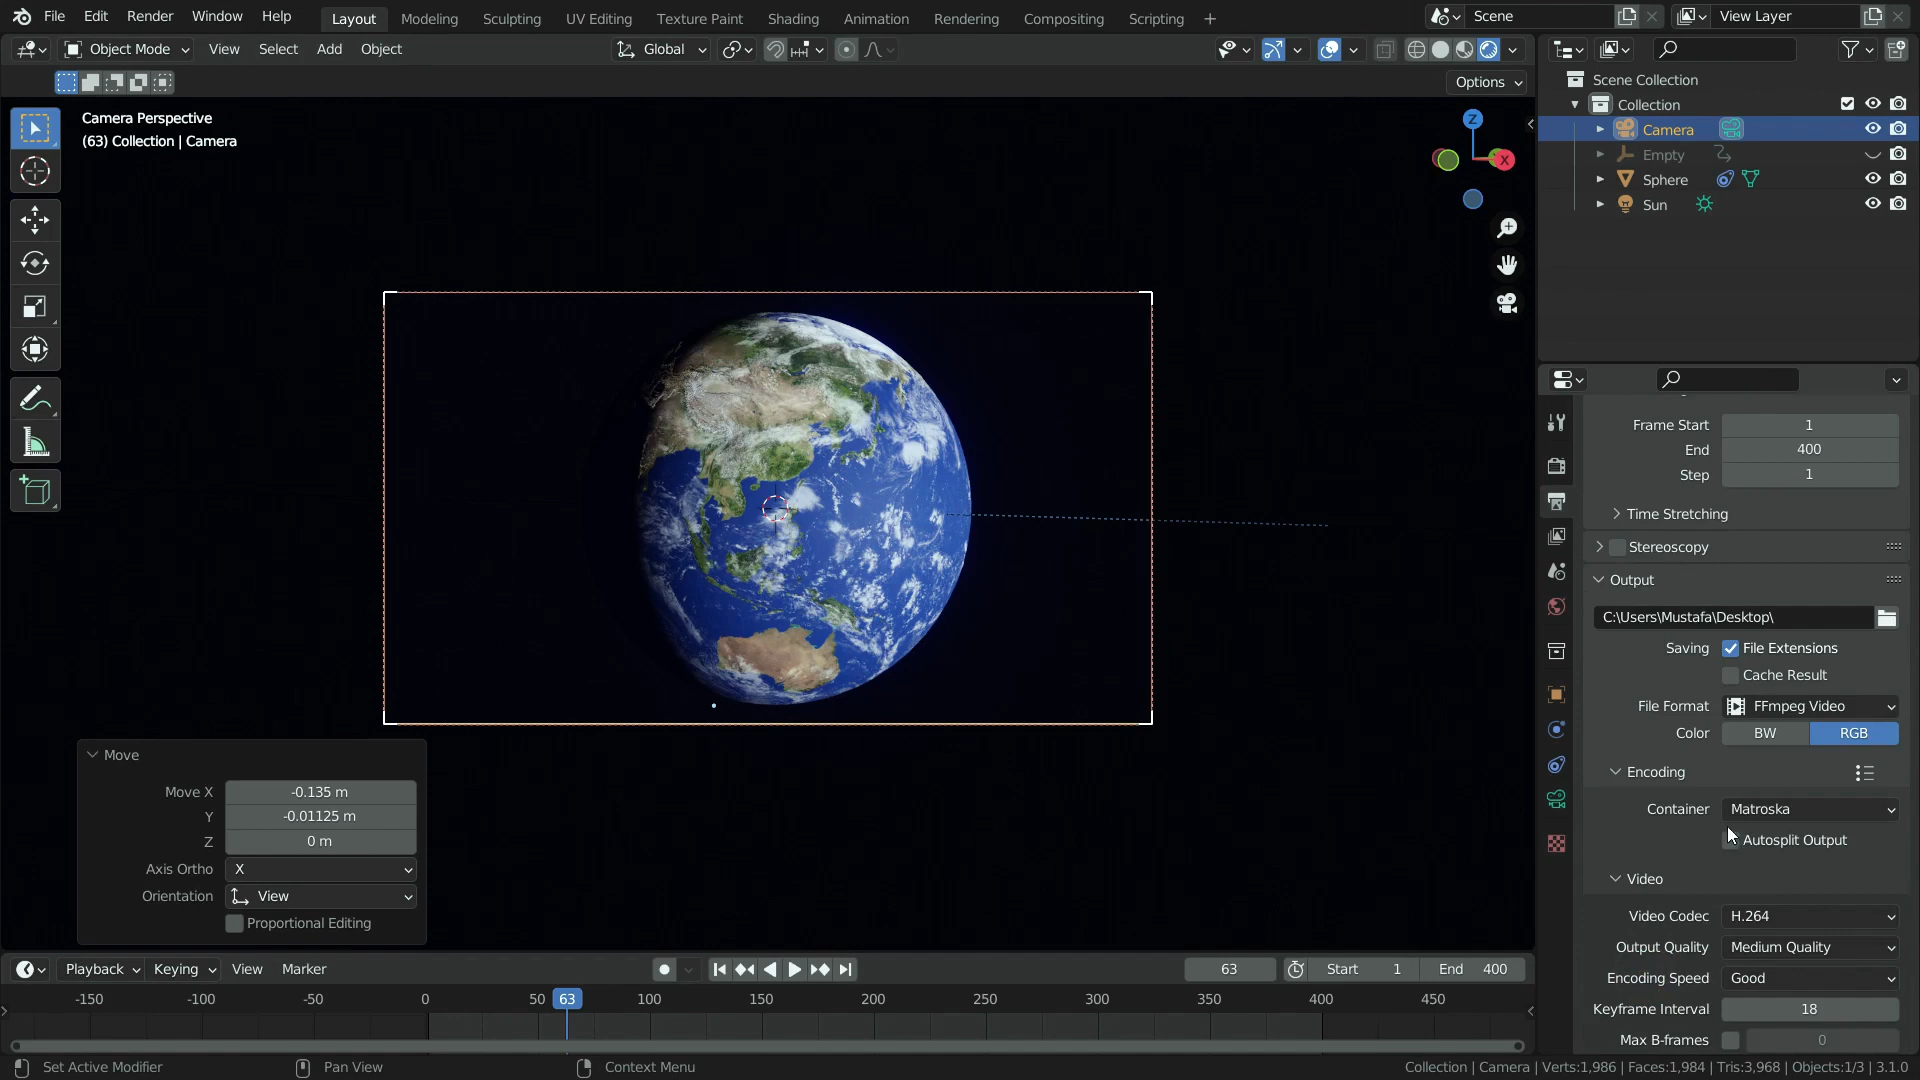 File Edit Render Window Help
Layout Modeling Sculpting UV Editing Texture Paint Shading Animation Rendering Compositing Scripting +
Scene
View Layer
Object Mode View Select Add Object
Global
Options
Camera Perspective
(63) Collection | Camera
Z
X
Scene Collection
Collection
Camera
Empty
Sphere
Sun
Frame Start 1
End 400
Step 1
Time Stretching
Stereoscopy
Output
C:\Users\Mustafa\Desktop\
Saving File Extensions
Cache Result
File Format FFmpeg Video
Color BW RGB
Encoding
Container Matroska
Autosplit Output
Video
Video Codec H.264
Output Quality Medium Quality
Encoding Speed Good
Keyframe Interval 18
Max B-frames 0
Move
Move X -0.135 m
Y -0.01125 m
Z 0 m
Axis Ortho X
Orientation View
Proportional Editing
Playback Keying View Marker
63 Start 1 End 400
-150 -100 -50 0 50 63 100 150 200 250 300 350 400 450
Set Active Modifier Pan View Context Menu
Collection | Camera | Verts:1,986 | Faces:1,984 | Tris:3,968 | Objects:1/3 | 3.1.0